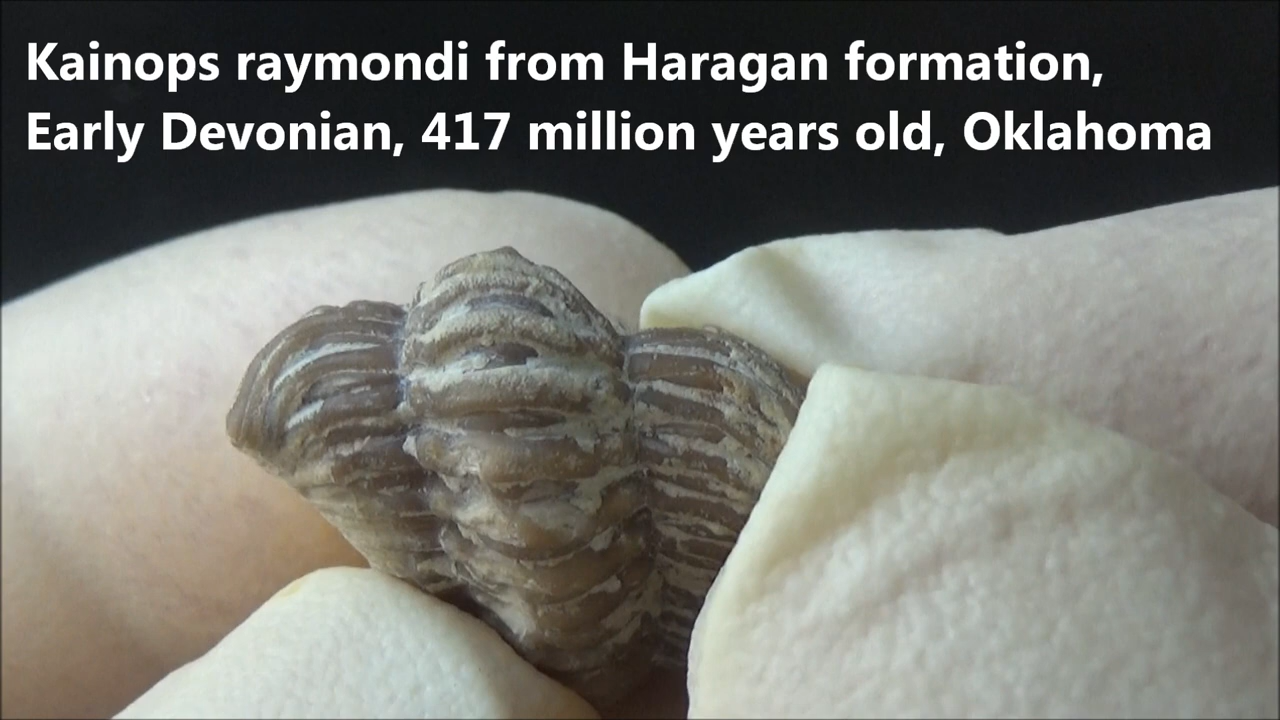 Kainops raymondi from Haragan formation,
Early Devonian, 417 million years old, Oklahoma